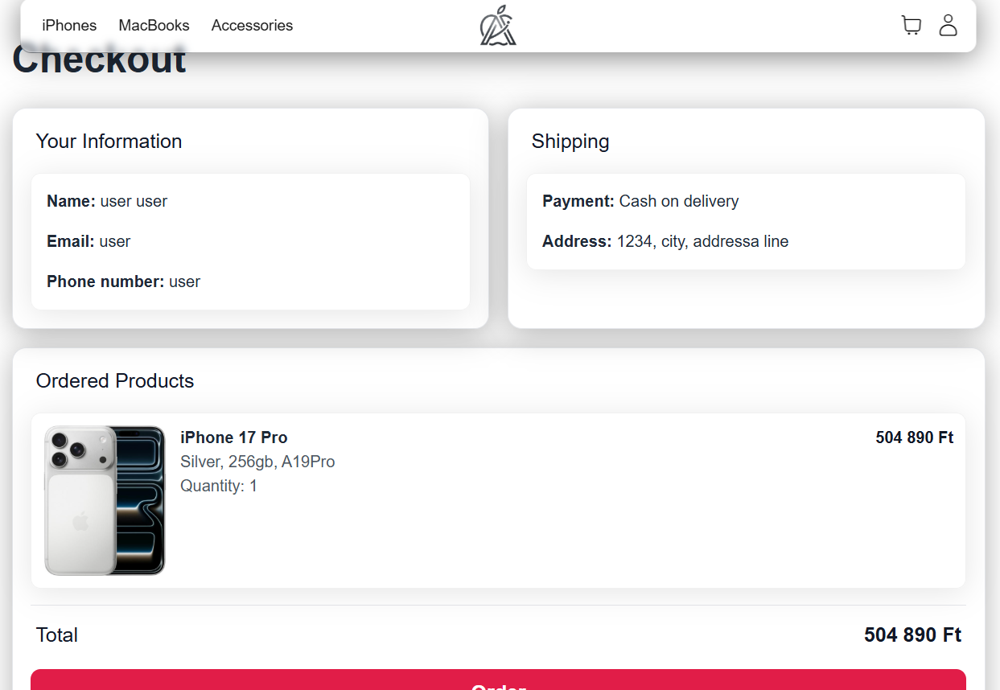 iPhones MacBooks Accessories
Checkout
Your Information
Name: user user
Email: user
Phone number: user
Shipping
Payment: Cash on delivery
Address: 1234, city, addressa line
Ordered Products
iPhone 17 Pro 504 890 Ft
Silver, 256gb, A19Pro
Quantity: 1
Total 504 890 Ft
Order